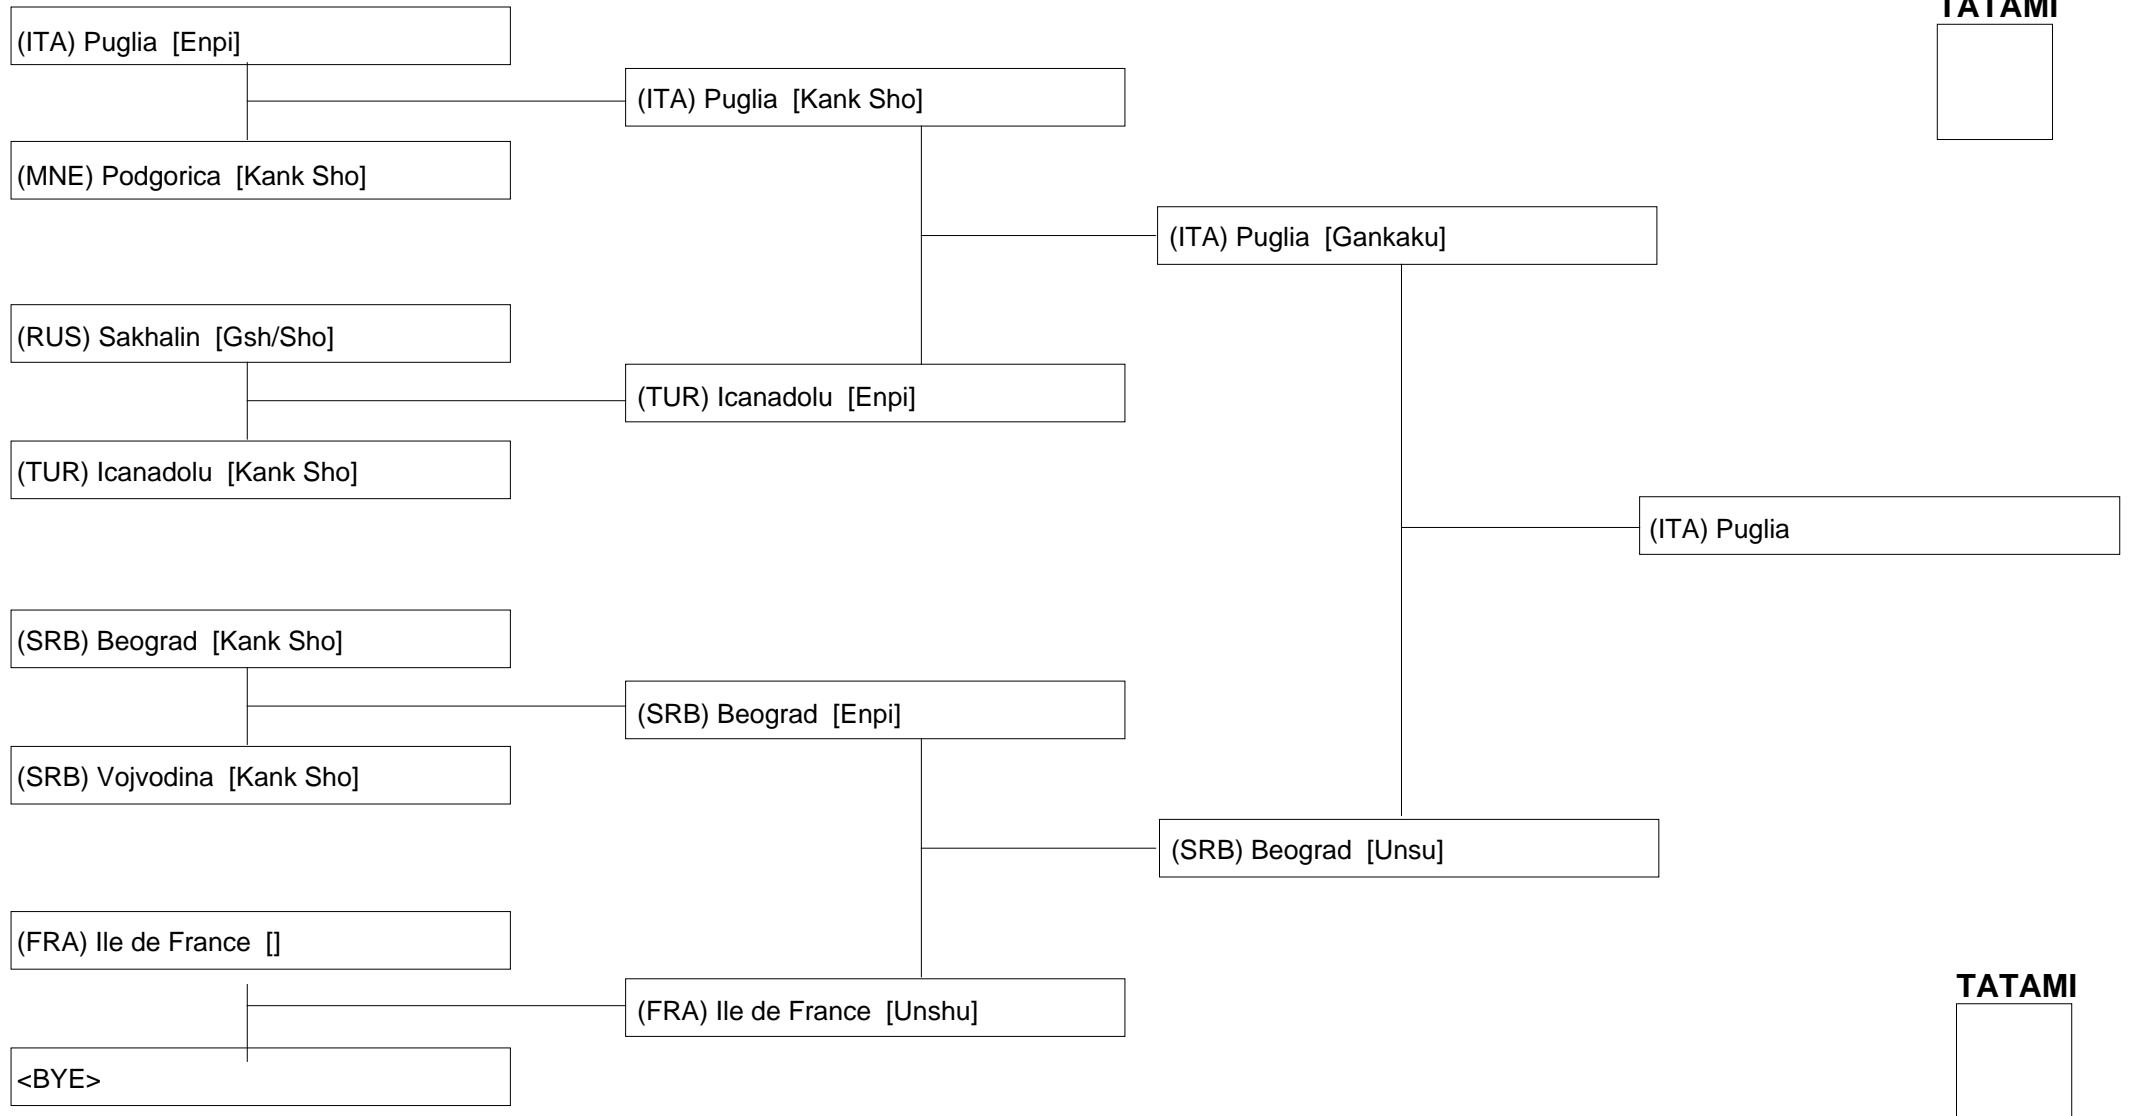 TATAMI
(ITA) Puglia [Enpi]
(ITA) Puglia [Kank Sho]
(MNE) Podgorica [Kank Sho]
(ITA) Puglia [Gankaku]
(RUS) Sakhalin [Gsh/Sho]
(TUR) Icanadolu [Enpi]
(TUR) Icanadolu [Kank Sho]
(ITA) Puglia
(SRB) Beograd [Kank Sho]
(SRB) Beograd [Enpi]
(SRB) Vojvodina [Kank Sho]
(SRB) Beograd [Unsu]
(FRA) Ile de France []
TATAMI
(FRA) Ile de France [Unshu]
<BYE>